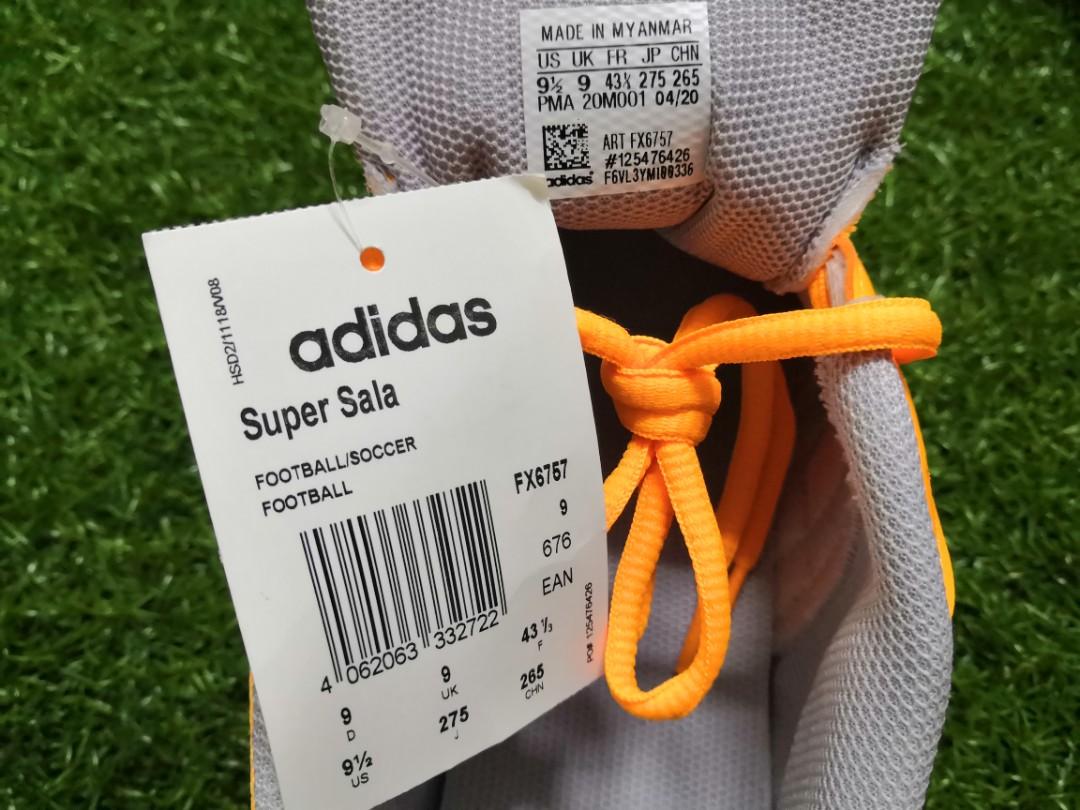 MADE IN MYANMAR
US UK FR JP CHN
9½ 9 43⅓ 275 265
PMA 20M001 04/20
ART FX6757
#125476426
adidas
HSD2/1118/V08
adidas
Super Sala
FOOTBALL/SOCCER
FOOTBALL
FX6757
9
676
EAN
4 062063 332722
43 ⅓
F
9
UK
265
CHN
9
D
275
J
9½
US
PO# 125476426